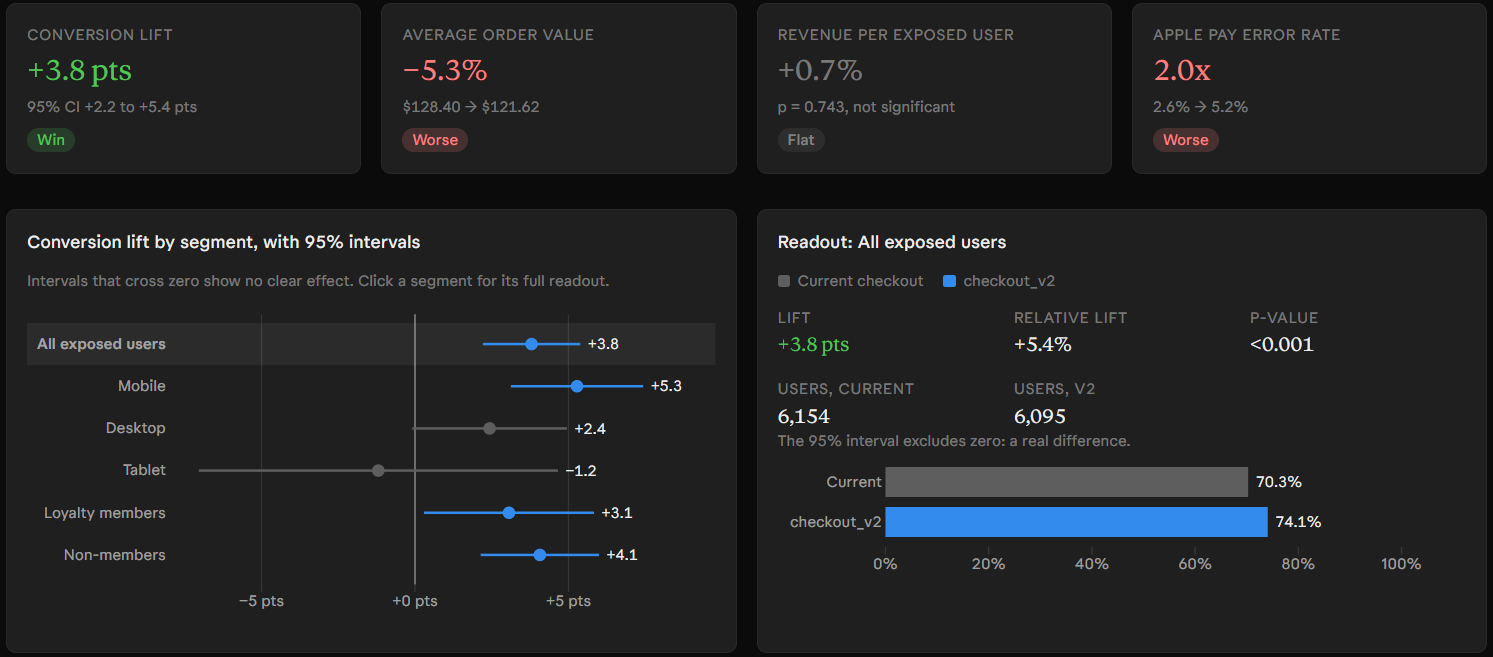 CONVERSION LIFT
+3.8 pts
95% CI +2.2 to +5.4 pts
Win
AVERAGE ORDER VALUE
−5.3%
$128.40 → $121.62
Worse
REVENUE PER EXPOSED USER
+0.7%
p = 0.743, not significant
Flat
APPLE PAY ERROR RATE
2.0x
2.6% → 5.2%
Worse
Conversion lift by segment, with 95% intervals
Intervals that cross zero show no clear effect. Click a segment for its full readout.
All exposed users +3.8
Mobile +5.3
Desktop +2.4
Tablet −1.2
Loyalty members +3.1
Non-members +4.1
−5 pts +0 pts +5 pts
Readout: All exposed users
Current checkout checkout_v2
LIFT RELATIVE LIFT P-VALUE
+3.8 pts +5.4% <0.001
USERS, CURRENT USERS, V2
6,154 6,095
The 95% interval excludes zero: a real difference.
Current 70.3%
checkout_v2 74.1%
0% 20% 40% 60% 80% 100%